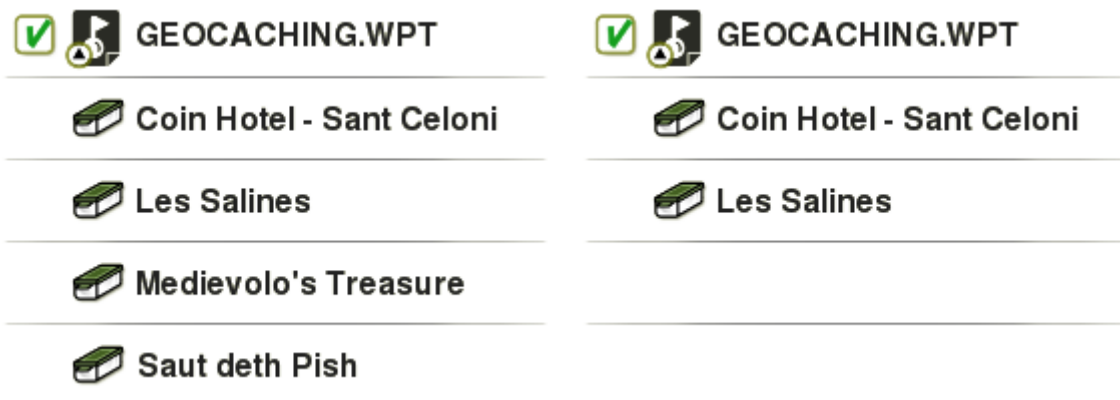 GEOCACHING.WPT
Coin Hotel - Sant Celoni
Les Salines
Medievolo's Treasure
Saut deth Pish
GEOCACHING.WPT
Coin Hotel - Sant Celoni
Les Salines